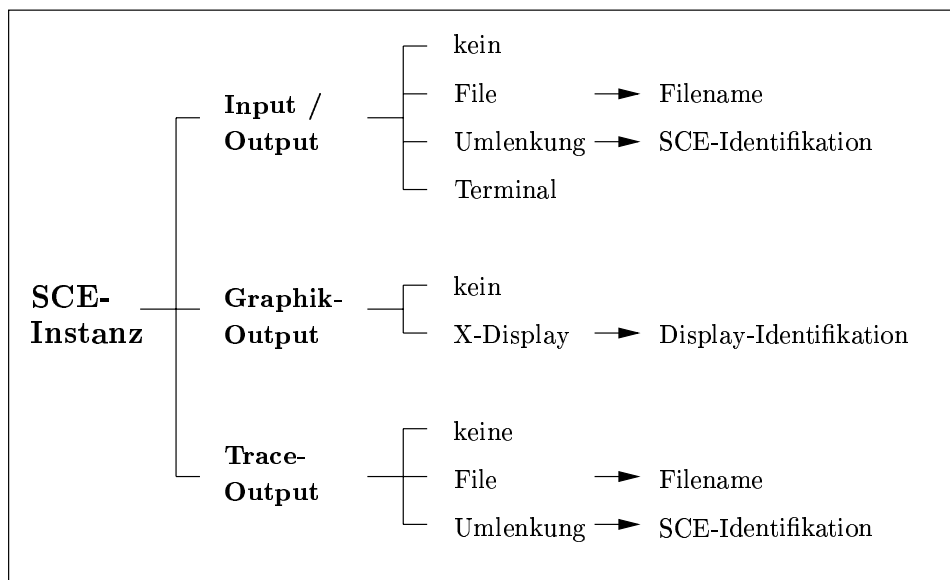 SCE-
Instanz
Input /
Output
kein
File
Filename
Umlenkung
SCE-Identifikation
Terminal
Graphik-
Output
kein
X-Display
Display-Identifikation
Trace-
Output
keine
File
Filename
Umlenkung
SCE-Identifikation